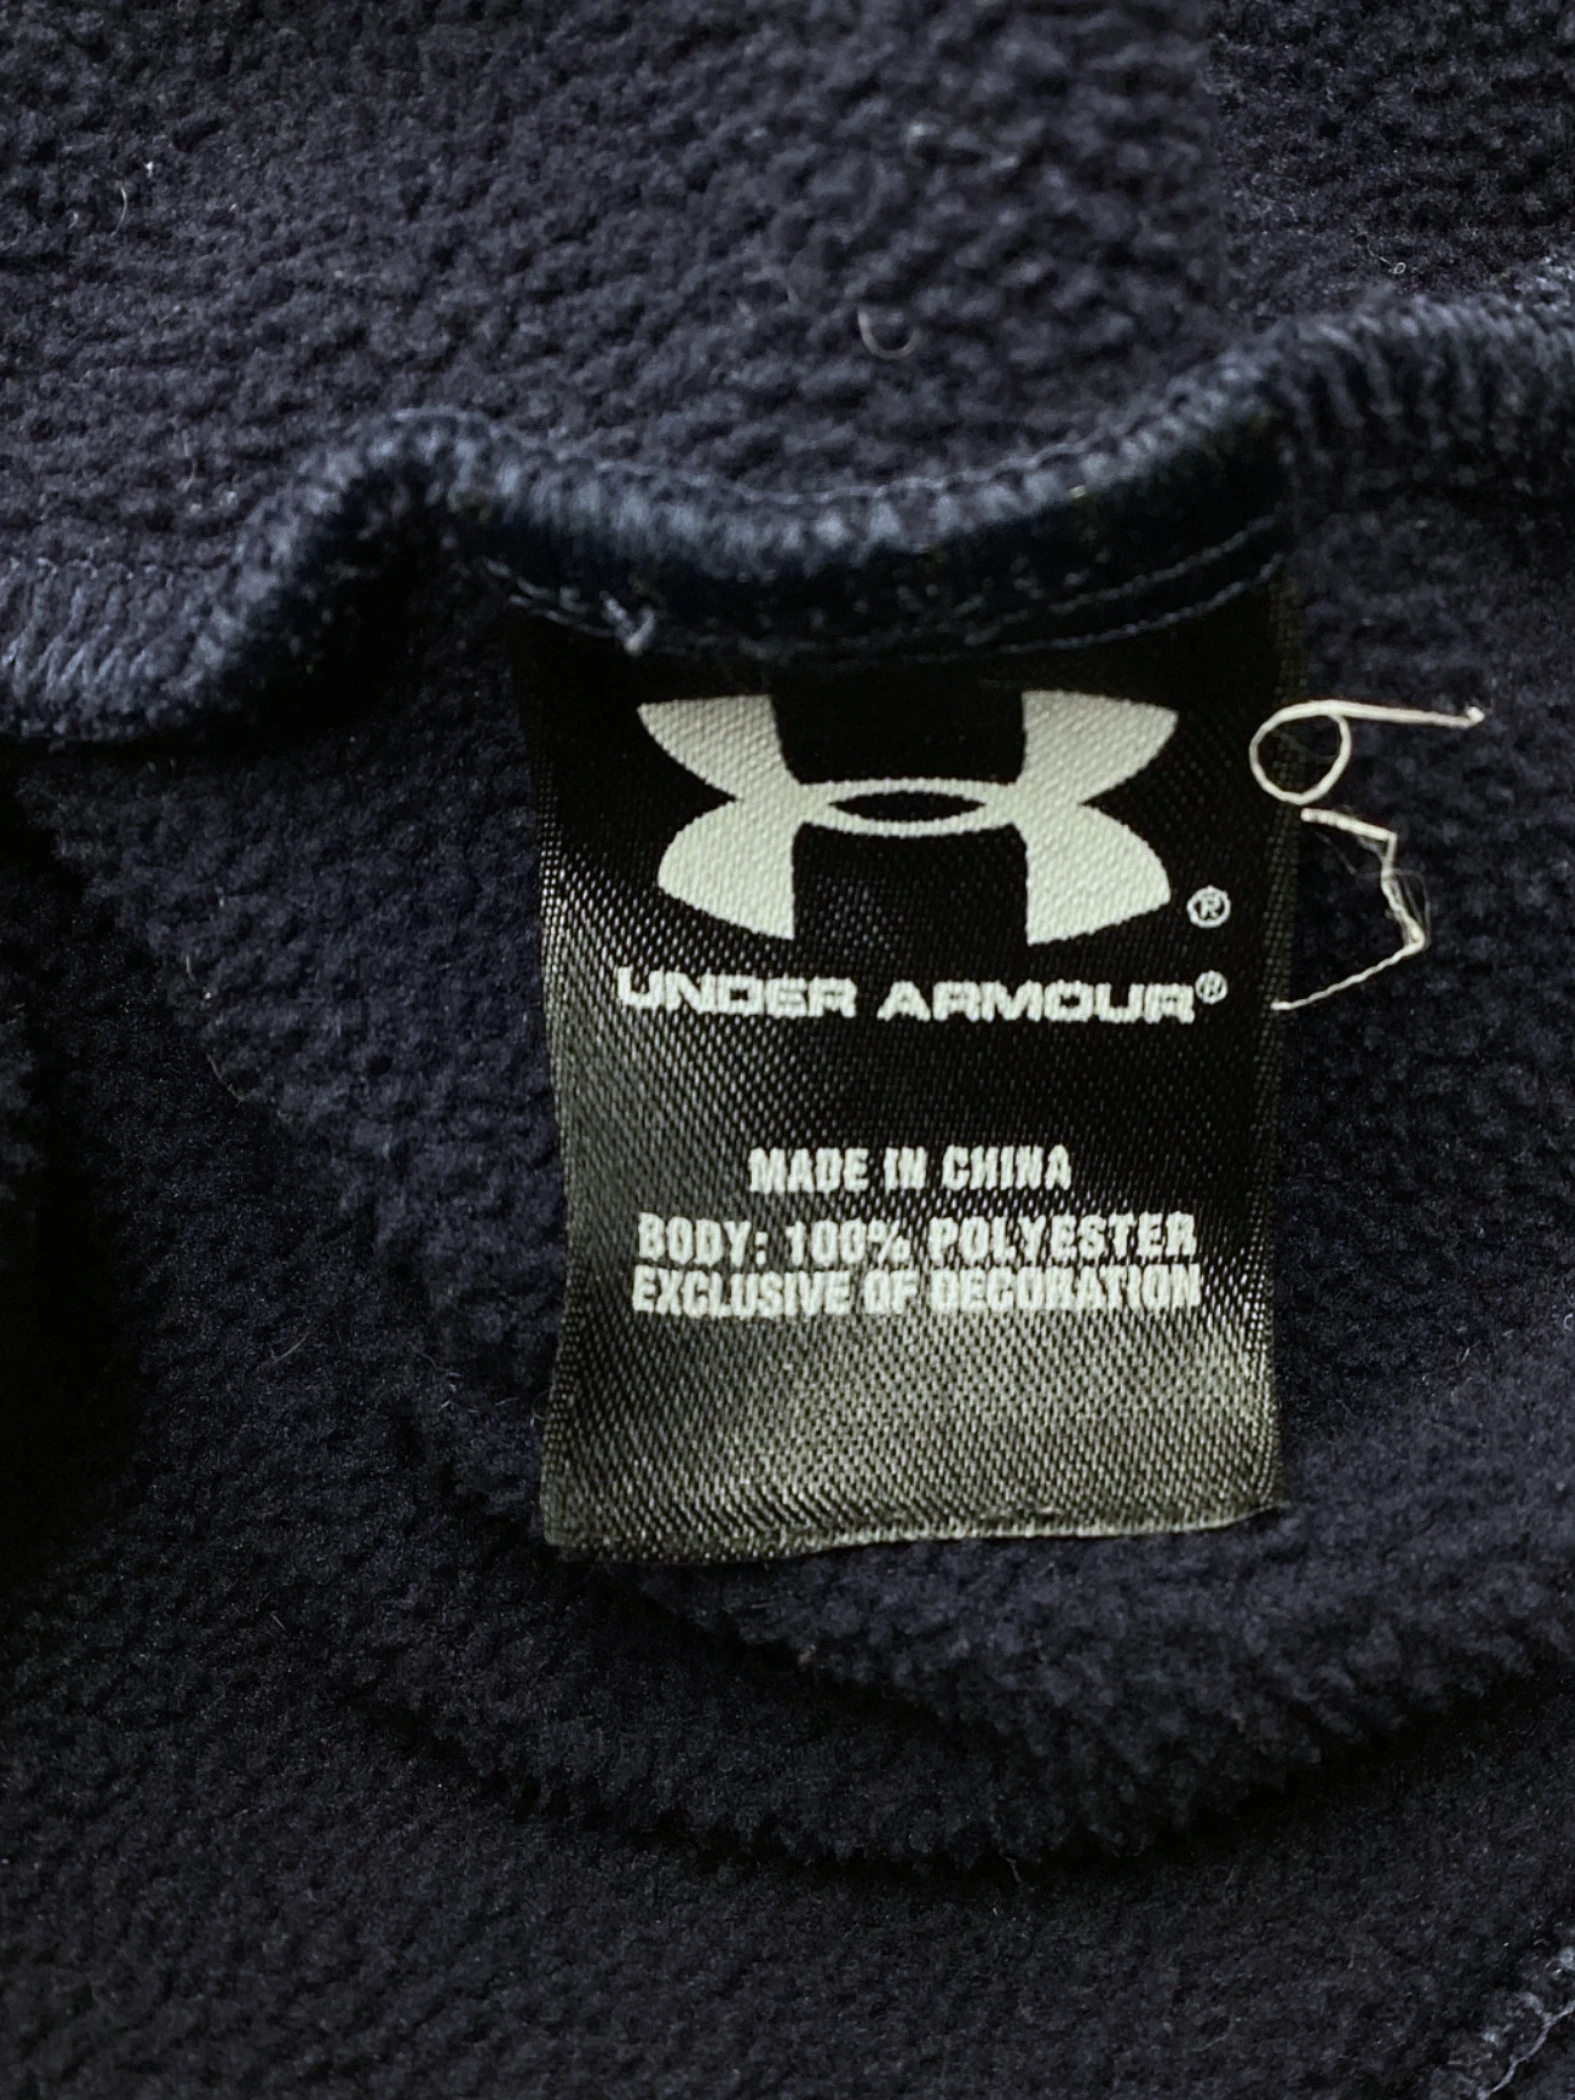 UNDER ARMOUR®
MADE IN CHINA
BODY: 100% POLYESTER
EXCLUSIVE OF DECORATION